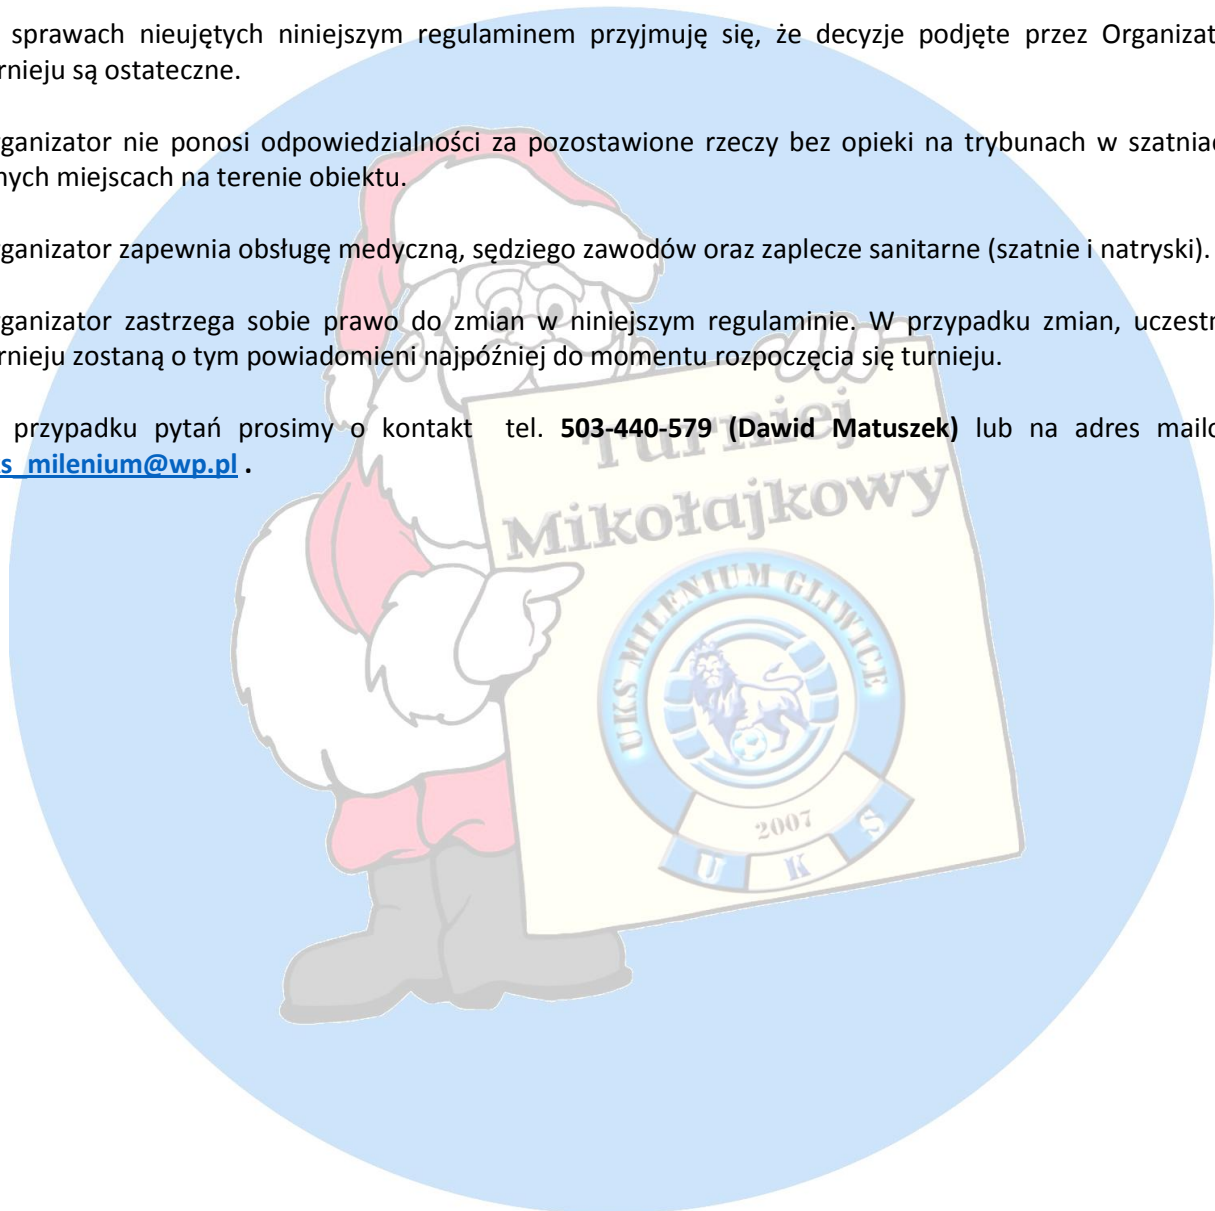 sprawach nieujętych niniejszym regulaminem przyjmuję się, że decyzje podjęte przez Organizat
rnieju są ostateczne.
ganizator nie ponosi odpowiedzialności za pozostawione rzeczy bez opieki na trybunach w szatniac
nych miejscach na terenie obiektu.
ganizator zapewnia obsługę medyczną, sędziego zawodów oraz zaplecze sanitarne (szatnie i natryski).
ganizator zastrzega sobie prawo do zmian w niniejszym regulaminie. W przypadku zmian, uczestn
rnieju zostaną o tym powiadomieni najpóźniej do momentu rozpoczęcia się turnieju.
przypadku pytań prosimy o kontakt tel. 503-440-579 (Dawid Matuszek) lub na adres mailo
s_milenium@wp.pl .
Turniej
Mikołajkowy
UKS MILENIUM GLIWICE
2007
U K S